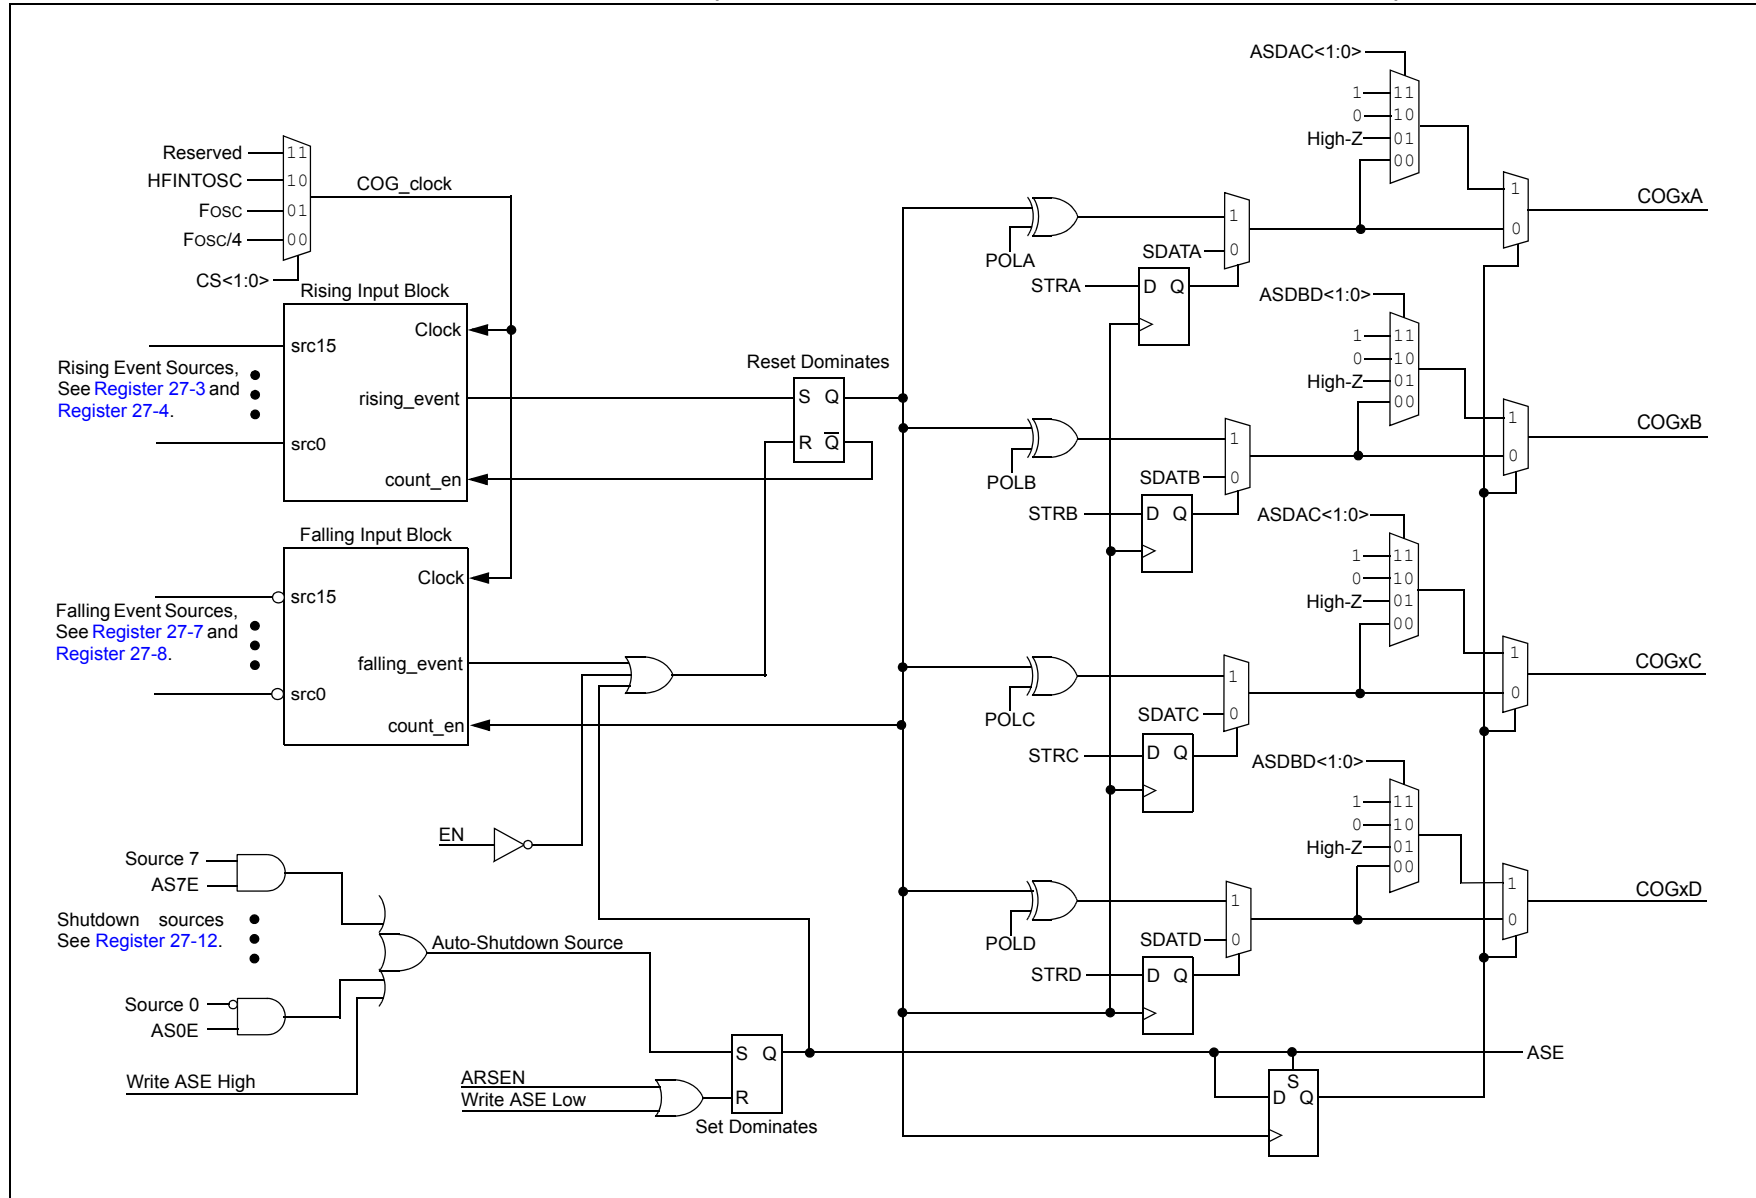 ASDAC<1:0>
1 11
0 10
High-Z 01
00
1
0
COGxA
Reserved 11
HFINTOSC 10
FOSC 01
FOSC/4 00
CS<1:0>
COG_clock
Rising Input Block
Clock
src15
rising_event
src0
count_en
Rising Event Sources,
See Register 27-3 and
Register 27-4.
Reset Dominates
S Q
R Q
Falling Input Block
Clock
src15
falling_event
src0
count_en
Falling Event Sources,
See Register 27-7 and
Register 27-8.
EN
Source 7
AS7E
Shutdown sources
See Register 27-12.
Source 0
AS0E
Write ASE High
Auto-Shutdown Source
ARSEN
Write ASE Low
S Q
R
Set Dominates
POLA
1
SDATA 0
STRA
D Q
ASDBD<1:0>
1 11
0 10
High-Z 01
00
1
0
COGxB
POLB
1
SDATB 0
STRB
D Q
ASDAC<1:0>
1 11
0 10
High-Z 01
00
1
0
COGxC
POLC
1
SDATC 0
STRC
D Q
ASDBD<1:0>
1 11
0 10
High-Z 01
00
1
0
COGxD
POLD
1
SDATD 0
STRD
D Q
ASE
S
D Q